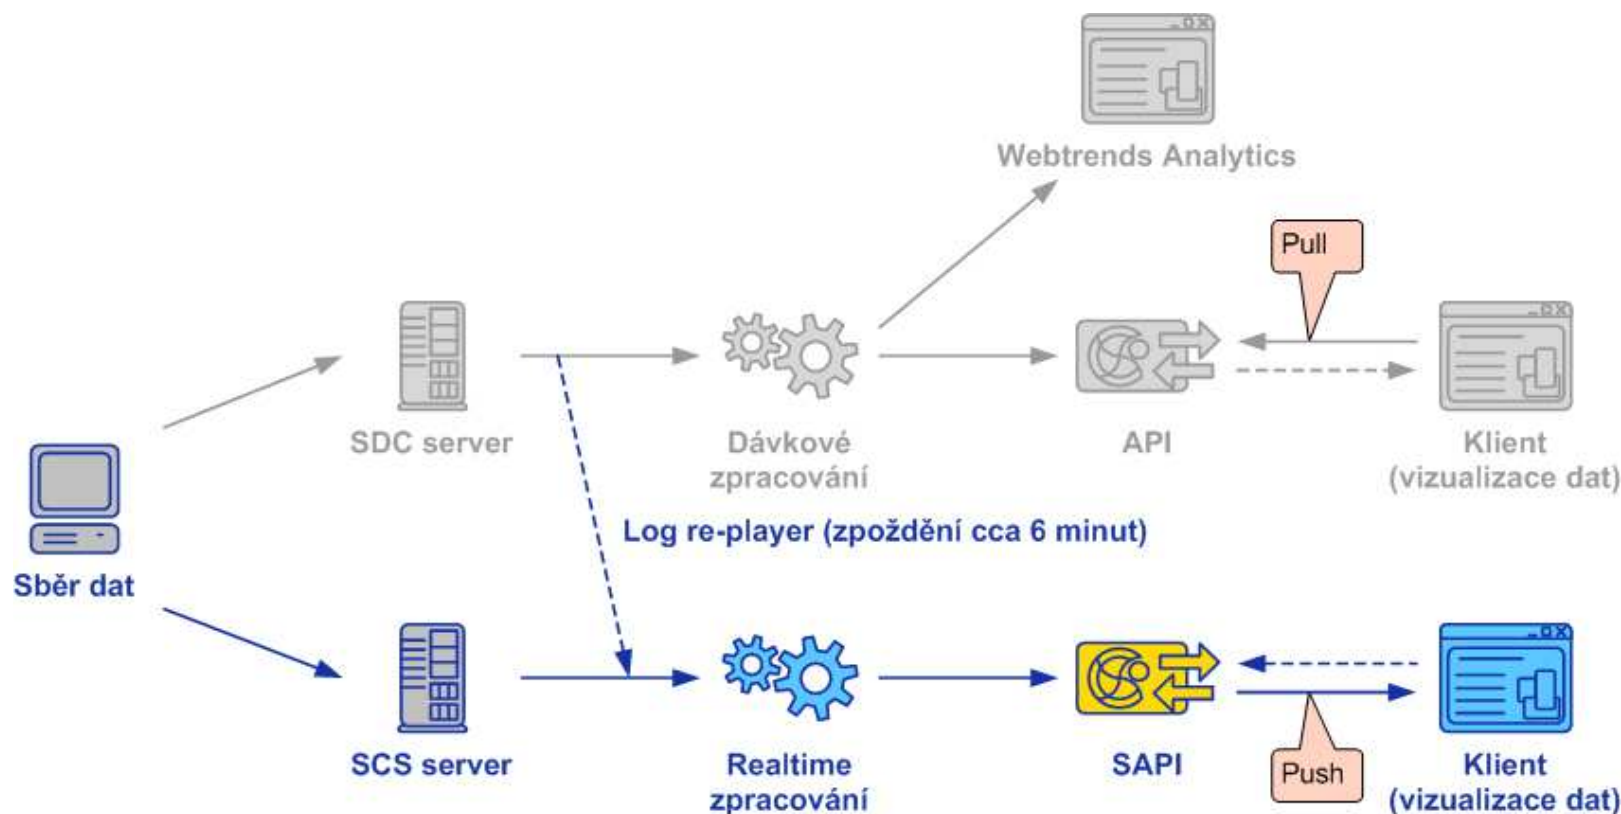 Webtrends Analytics
Pull
SDC server
Dávkové
zpracování
API
Klient
(vizualizace dat)
Log re-player (zpoždění cca 6 minut)
Sběr dat
SCS server
Realtime
zpracování
SAPI
Push
Klient
(vizualizace dat)